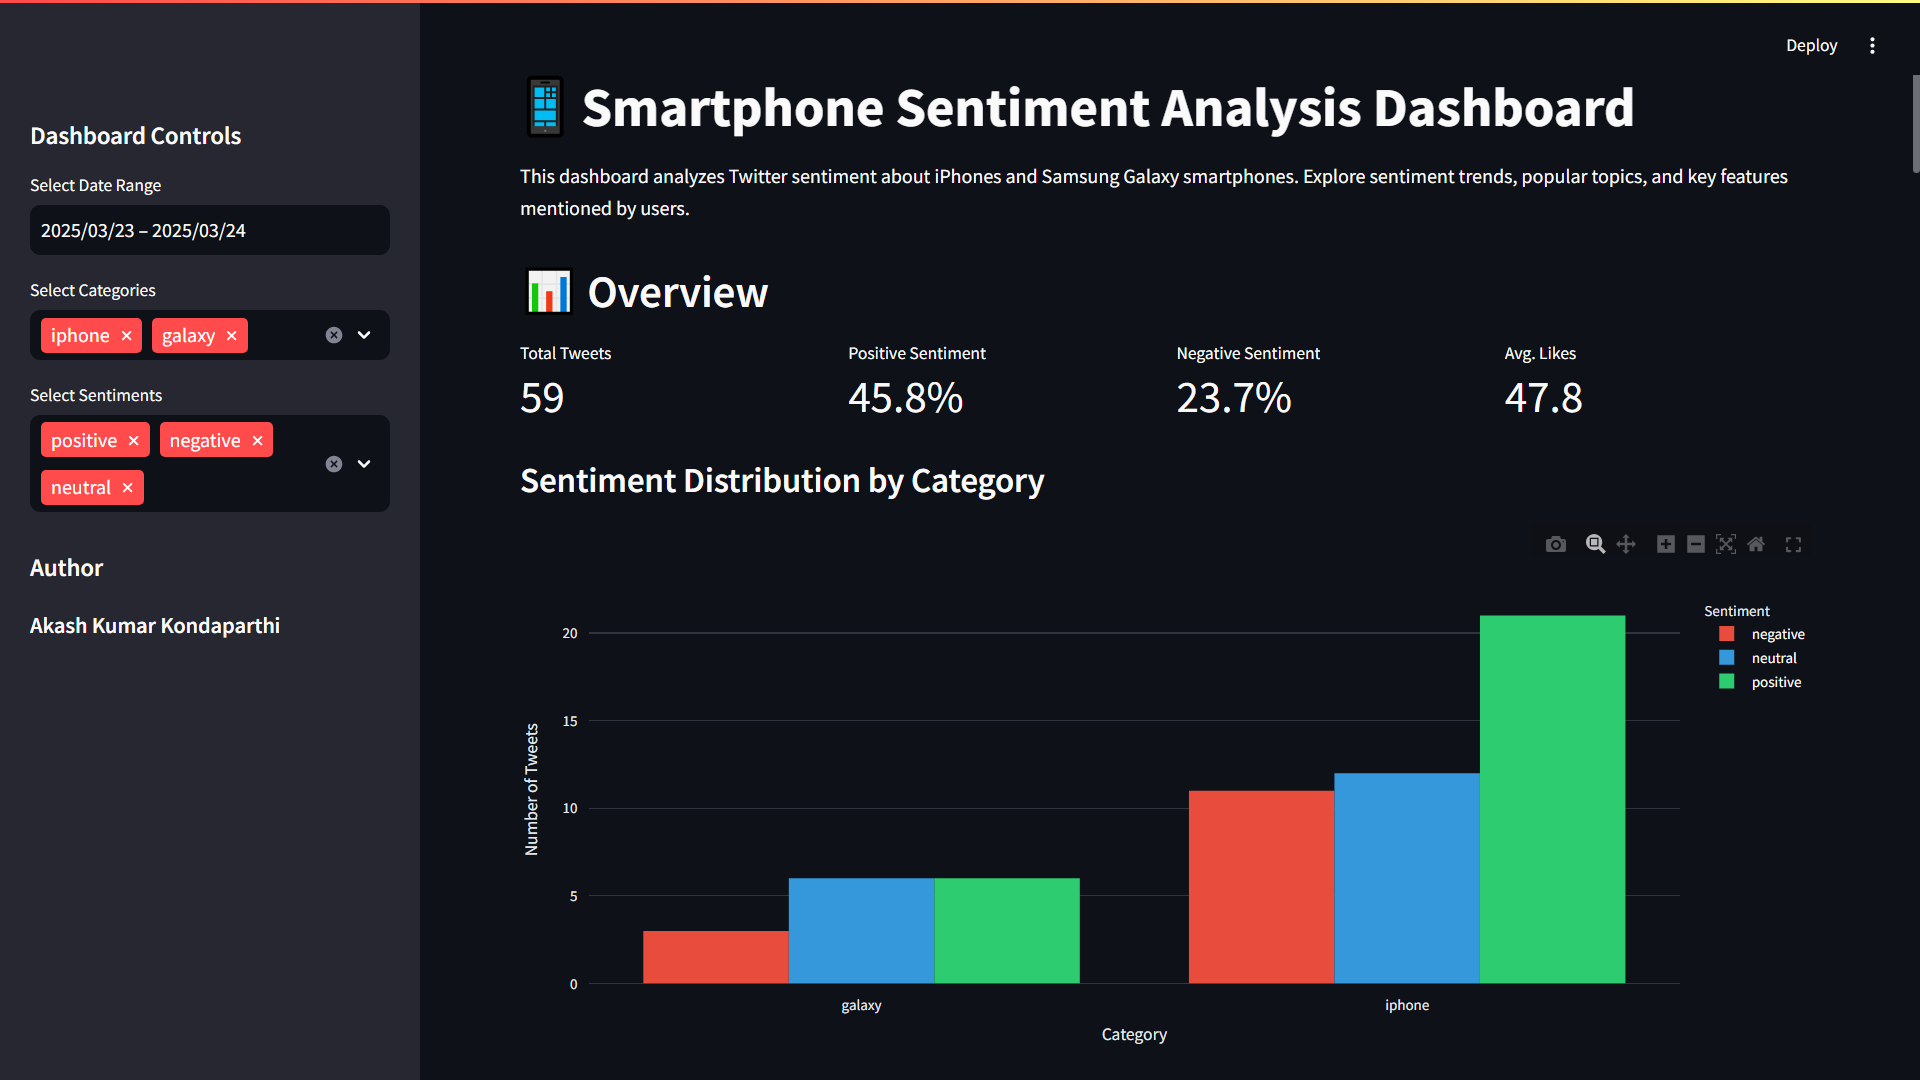 Deploy
Dashboard Controls
Select Date Range
2025/03/23 – 2025/03/24
Select Categories
iphone
galaxy
Select Sentiments
positive
negative
neutral
Author
Akash Kumar Kondaparthi
Smartphone Sentiment Analysis Dashboard
This dashboard analyzes Twitter sentiment about iPhones and Samsung Galaxy smartphones. Explore sentiment trends, popular topics, and key features
mentioned by users.
Overview
Total Tweets
59
Positive Sentiment
45.8%
Negative Sentiment
23.7%
Avg. Likes
47.8
Sentiment Distribution by Category
Sentiment
negative
neutral
positive
Number of Tweets
20
15
10
5
0
galaxy
iphone
Category